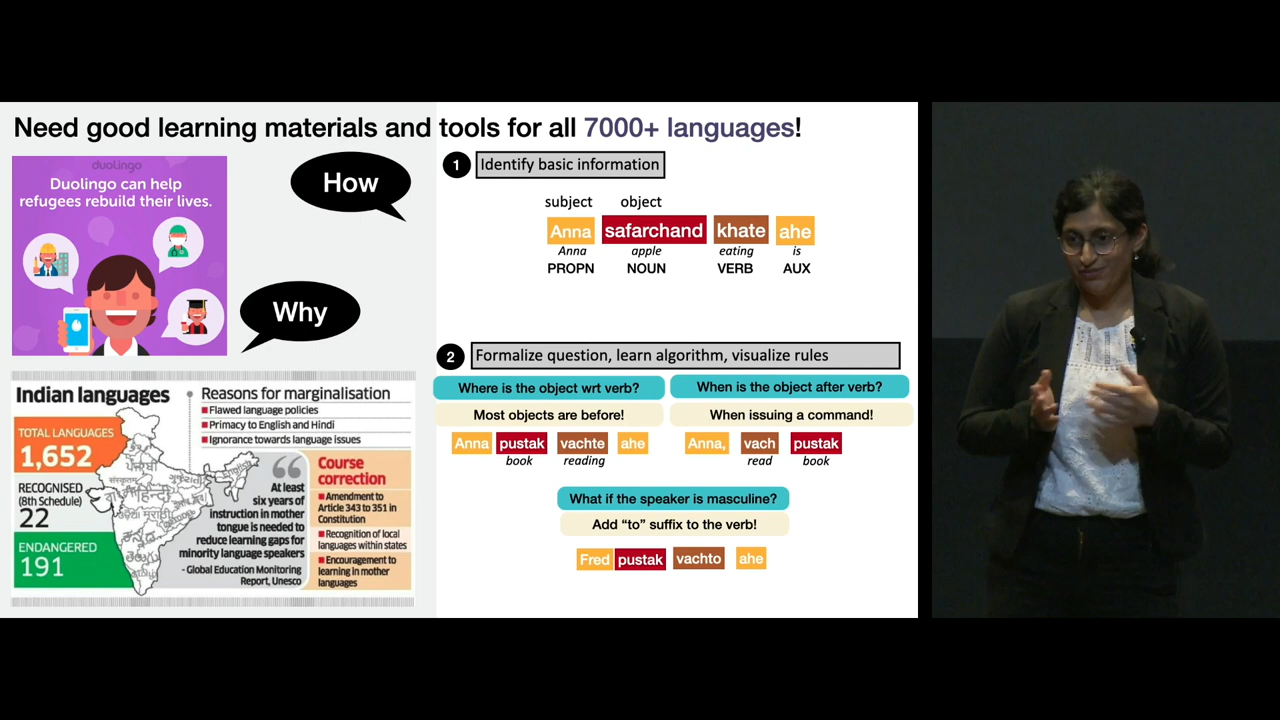 Need good learning materials and tools for all 7000+ languages!
duolingo
Duolingo can help
refugees rebuild their lives.
How
Why
Indian languages
TOTAL LANGUAGES
1,652
RECOGNISED
(8th Schedule)
22
ENDANGERED
191
Reasons for marginalisation
Flawed language policies
Primacy to English and Hindi
Ignorance towards language issues
At least
six years of
instruction in mother
tongue is needed to
reduce learning gaps for
minority language speakers
- Global Education Monitoring
Report, Unesco
Course
correction
Amendment to
Article 343 to 351 in
Constitution
Recognition of local
languages within states
Encouragement to
learning in mother
languages
हिन्दी
मराठी
1 Identify basic information
subject object
Anna safarchand khate ahe
Anna apple eating is
PROPN NOUN VERB AUX
2 Formalize question, learn algorithm, visualize rules
Where is the object wrt verb?
Most objects are before!
Anna pustak vachte ahe
book reading
When is the object after verb?
When issuing a command!
Anna, vach pustak
read book
What if the speaker is masculine?
Add “to” suffix to the verb!
Fred pustak vachto ahe